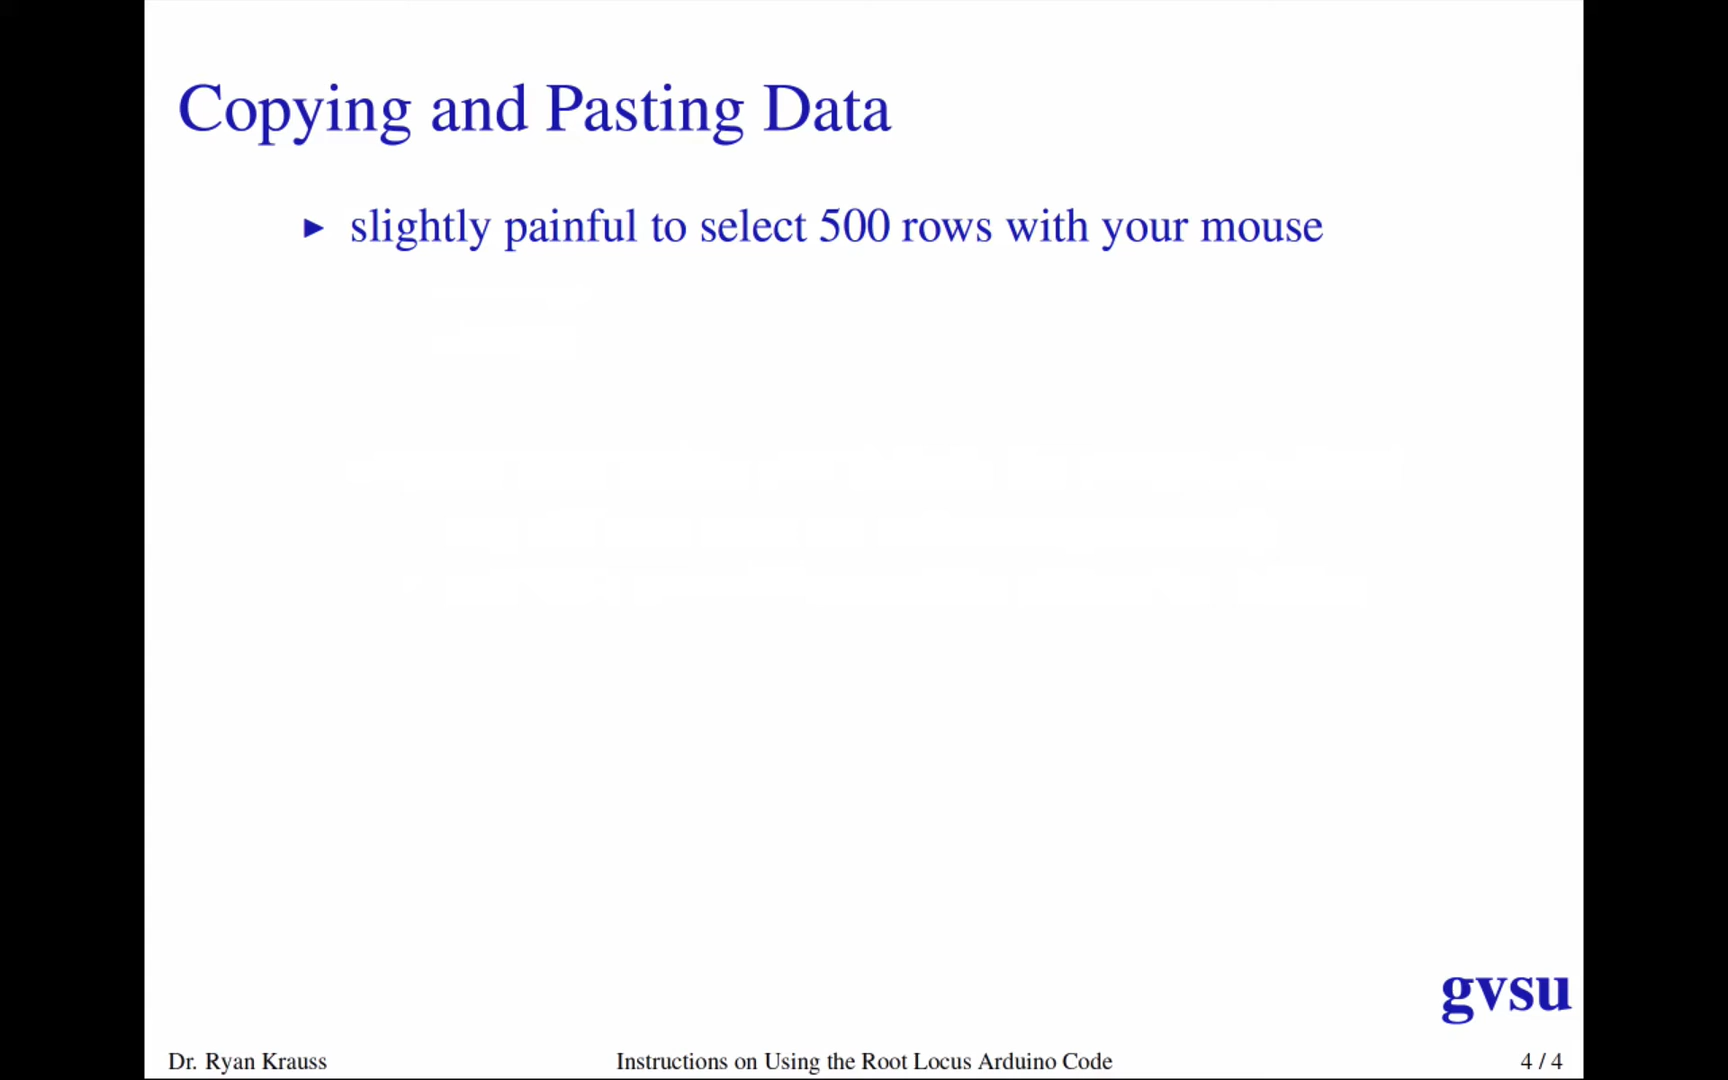 Copying and Pasting Data
▶ slightly painful to select 500 rows with your mouse
gvsu
Dr. Ryan Krauss
Instructions on Using the Root Locus Arduino Code
4 / 4